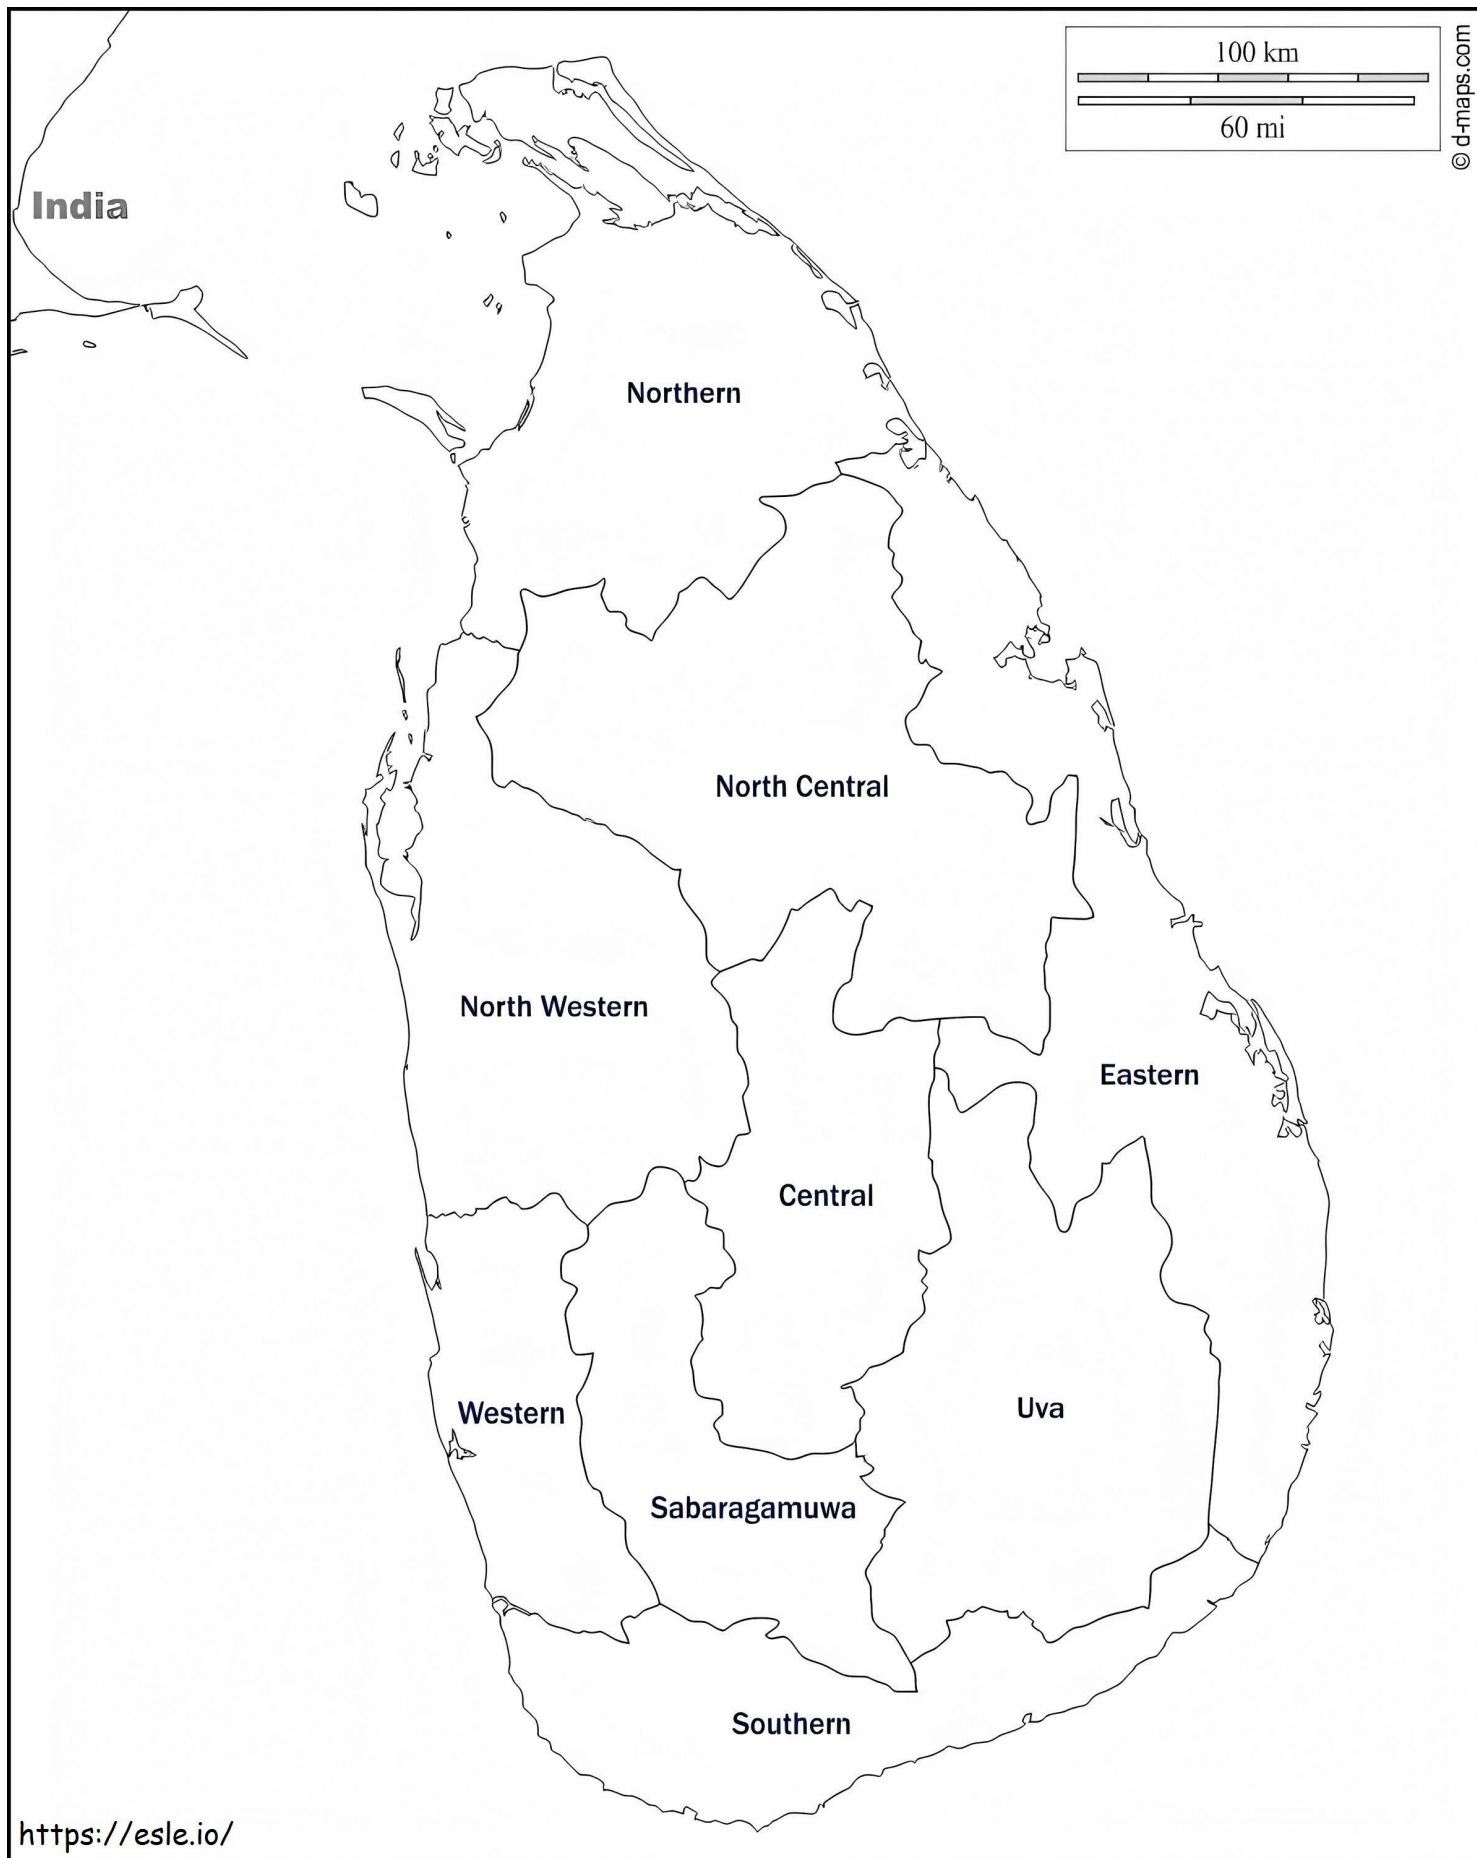 100 km
60 mi
© d-maps.com
India
Northern
North Central
North Western
Eastern
Central
Western
Uva
Sabaragamuwa
Southern
https://esle.io/